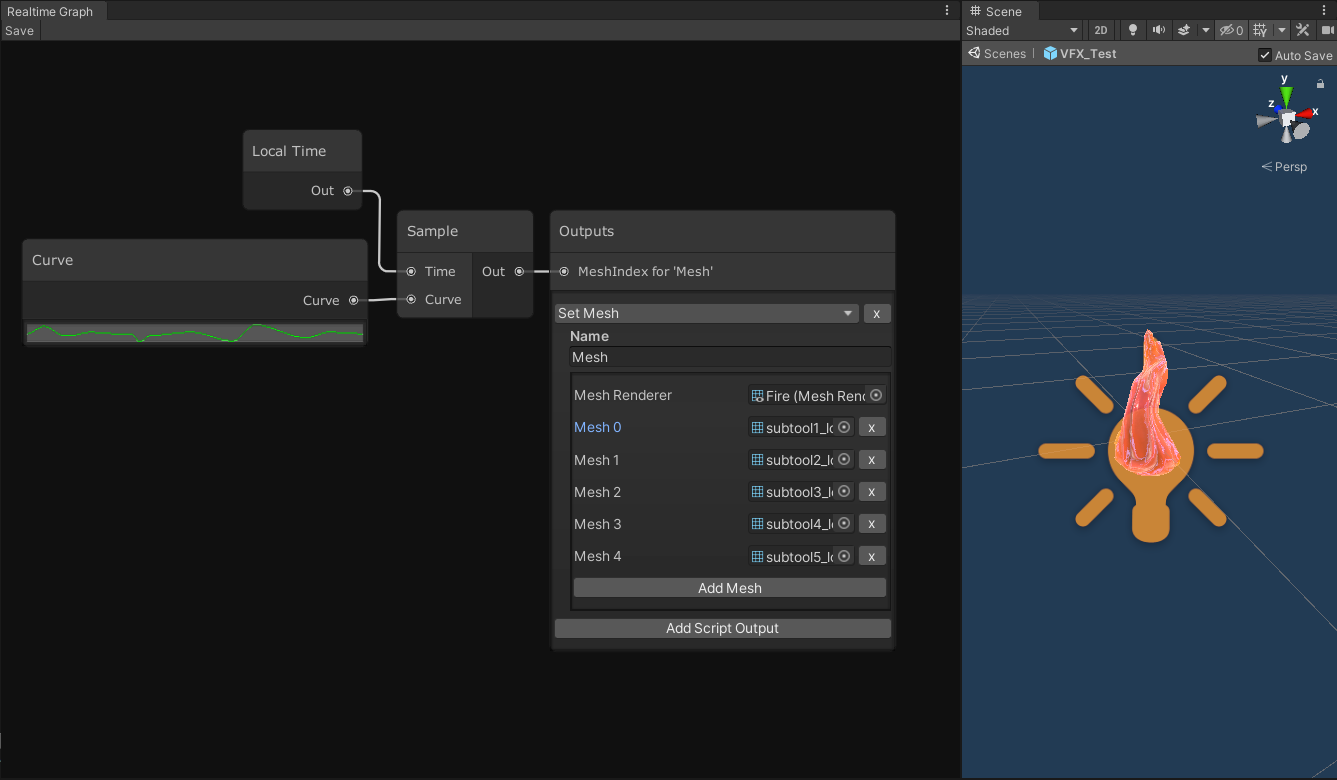 Realtime Graph
Save
Local Time
Out
Curve
Curve
Sample
Time
Out
Curve
Outputs
MeshIndex for 'Mesh'
Set Mesh
x
Name
Mesh
Mesh Renderer
Fire (Mesh Ren
Mesh 0
subtool1_lo
x
Mesh 1
subtool2_lo
x
Mesh 2
subtool3_lo
x
Mesh 3
subtool4_lo
x
Mesh 4
subtool5_lo
x
Add Mesh
Add Script Output
Scene
Shaded
2D
0
Scenes
VFX_Test
Auto Save
y
z
x
Persp